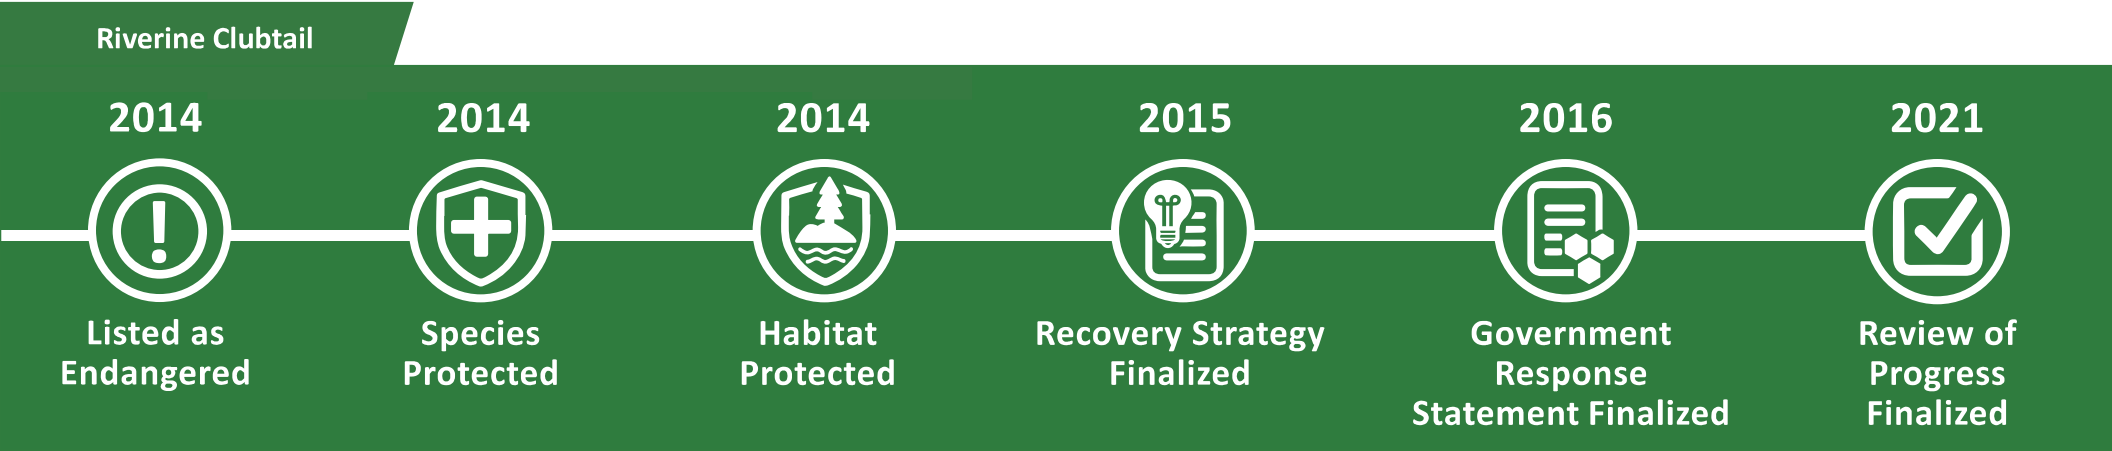 Riverine Clubtail
2014
Listed as
Endangered
2014
Species
Protected
2014
Habitat
Protected
2015
Recovery Strategy
Finalized
2016
Government
Response
Statement Finalized
2021
Review of
Progress
Finalized